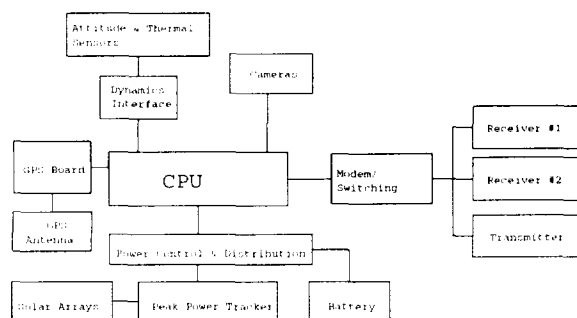 Attitude & Thermal
Sensors
Cameras
Dynamics
Interface
Receiver #1
GPS Board
CPU
Modem/
Switching
Receiver #2
GPS
Antenna
Transmitter
Power Control & Distribution
Solar Arrays
Peak Power Tracker
Battery